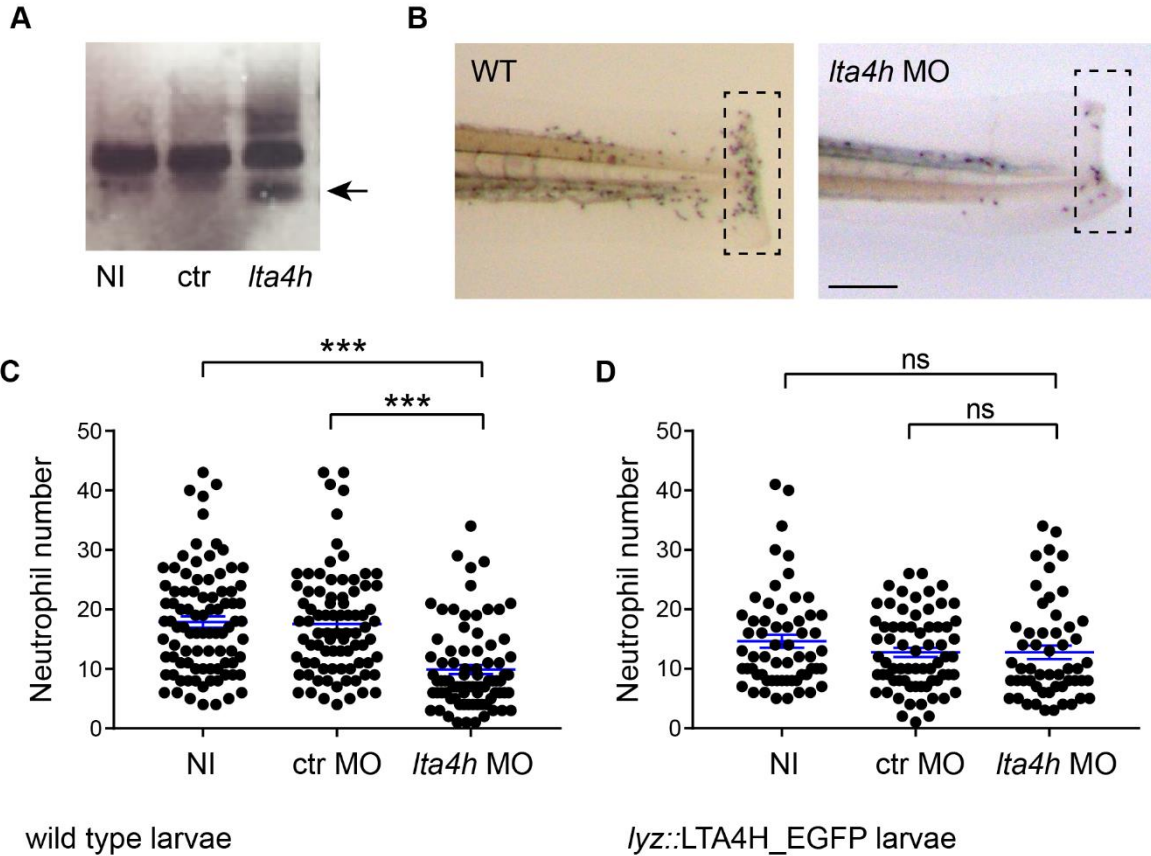 A
B
NI ctr lta4h
WT
lta4h MO
C
***
***
Neutrophil number
50
40
30
20
10
0
NI ctr MO lta4h MO
wild type larvae
D
ns
ns
Neutrophil number
50
40
30
20
10
0
NI ctr MO lta4h MO
lyz::LTA4H_EGFP larvae